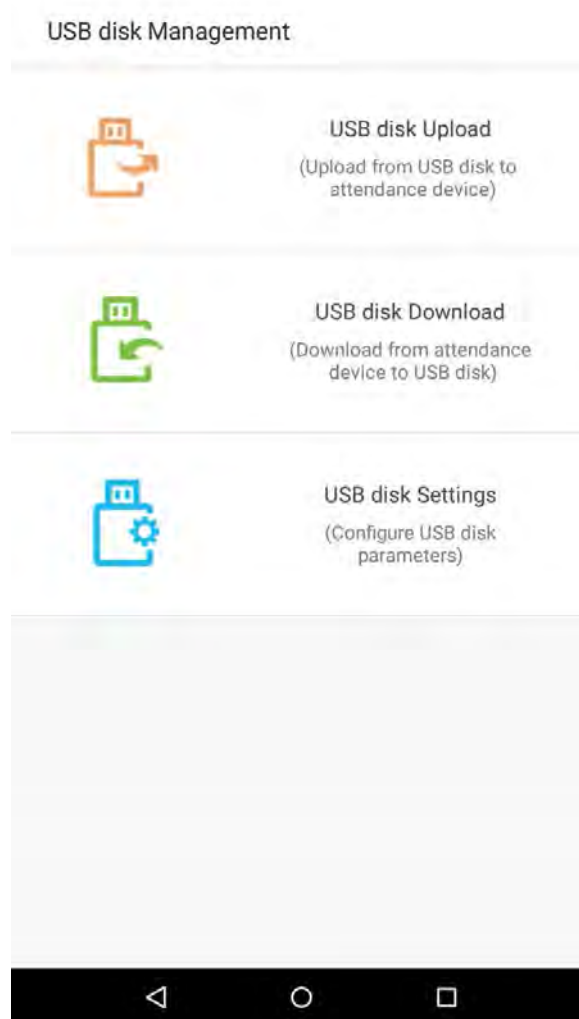 USB disk Management
USB disk Upload
(Upload from USB disk to
attendance device)
USB disk Download
(Download from attendance
device to USB disk)
USB disk Settings
(Configure USB disk
parameters)